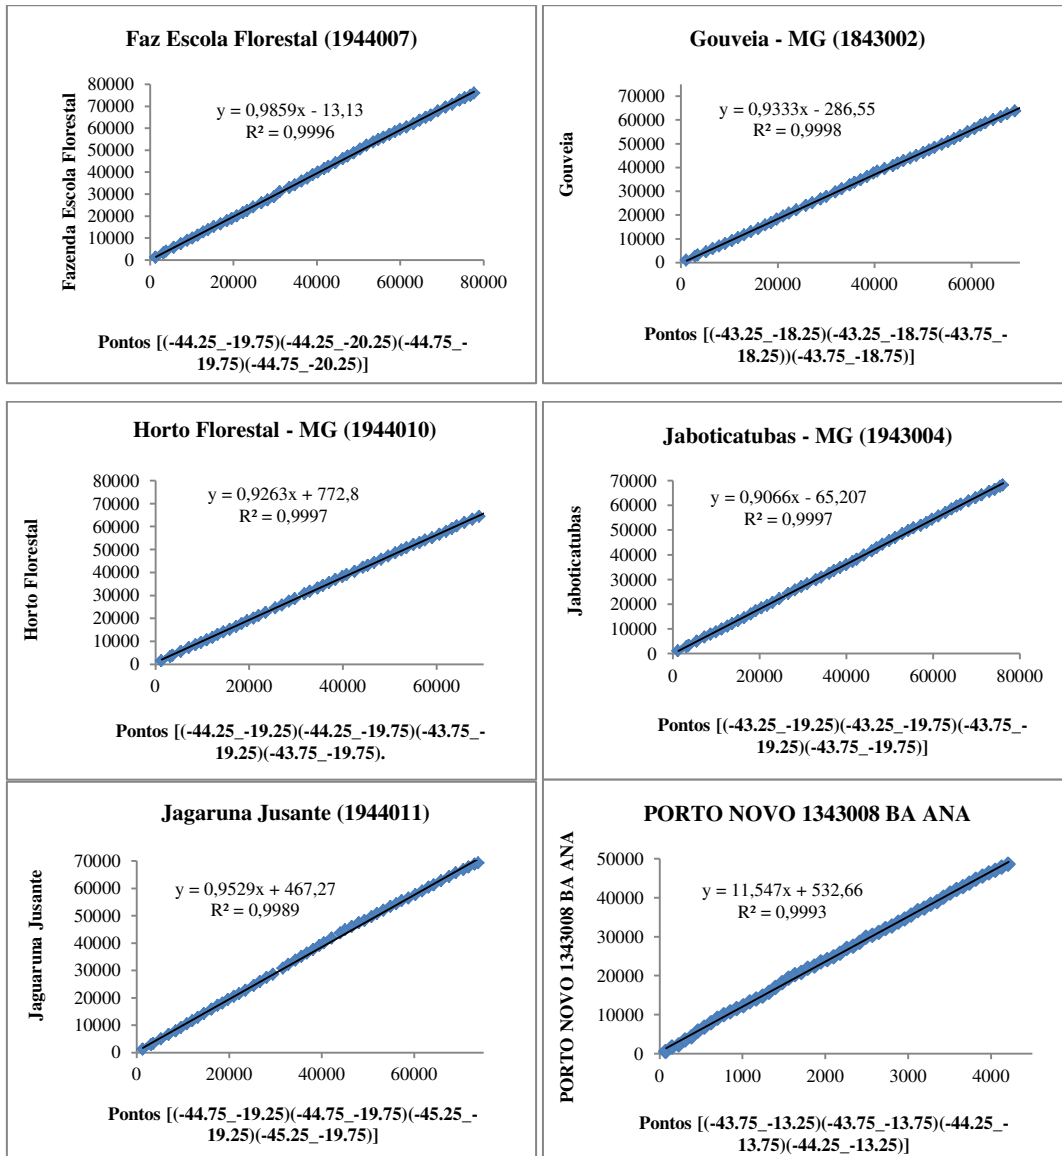 Faz Escola Florestal (1944007)
Fazenda Escola Florestal
80000
70000
60000
50000
40000
30000
20000
10000
0
y = 0,9859x - 13,13
R² = 0,9996
0 20000 40000 60000 80000
Pontos [(-44.25_-19.75)(-44.25_-20.25)(-44.75_-
19.75)(-44.75_-20.25)]
Gouveia - MG (1843002)
Gouveia
70000
60000
50000
40000
30000
20000
10000
0
y = 0,9333x - 286,55
R² = 0,9998
0 20000 40000 60000
Pontos [(-43.25_-18.25)(-43.25_-18.75(-43.75_-
18.25))(-43.75_-18.75)]
Horto Florestal - MG (1944010)
Horto Florestal
80000
70000
60000
50000
40000
30000
20000
10000
0
y = 0,9263x + 772,8
R² = 0,9997
0 20000 40000 60000
Pontos [(-44.25_-19.25)(-44.25_-19.75)(-43.75_-
19.25)(-43.75_-19.75).
Jaboticatubas - MG (1943004)
Jaboticatubas
70000
60000
50000
40000
30000
20000
10000
0
y = 0,9066x - 65,207
R² = 0,9997
0 20000 40000 60000 80000
Pontos [(-43.25_-19.25)(-43.25_-19.75)(-43.75_-
19.25)(-43.75_-19.75)]
Jagaruna Jusante (1944011)
Jaguaruna Jusante
70000
60000
50000
40000
30000
20000
10000
0
y = 0,9529x + 467,27
R² = 0,9989
0 20000 40000 60000
Pontos [(-44.75_-19.25)(-44.75_-19.75)(-45.25_-
19.25)(-45.25_-19.75)]
PORTO NOVO 1343008 BA ANA
PORTO NOVO 1343008 BA ANA
50000
40000
30000
20000
10000
0
y = 11,547x + 532,66
R² = 0,9993
0 1000 2000 3000 4000
Pontos [(-43.75_-13.25)(-43.75_-13.75)(-44.25_-
13.75)(-44.25_-13.25)]